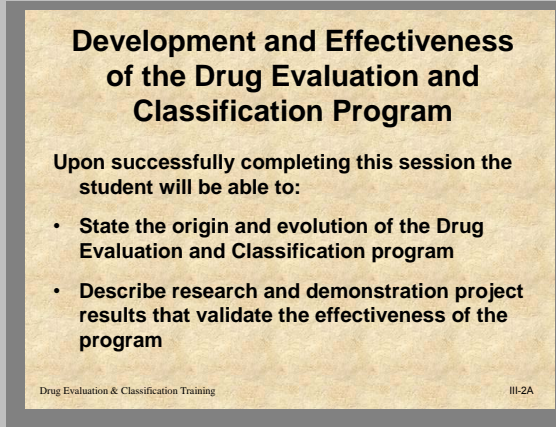 Development and Effectiveness
of the Drug Evaluation and
Classification Program
Upon successfully completing this session the
student will be able to:
• State the origin and evolution of the Drug
Evaluation and Classification program
• Describe research and demonstration project
results that validate the effectiveness of the
program
Drug Evaluation & Classification Training III-2A